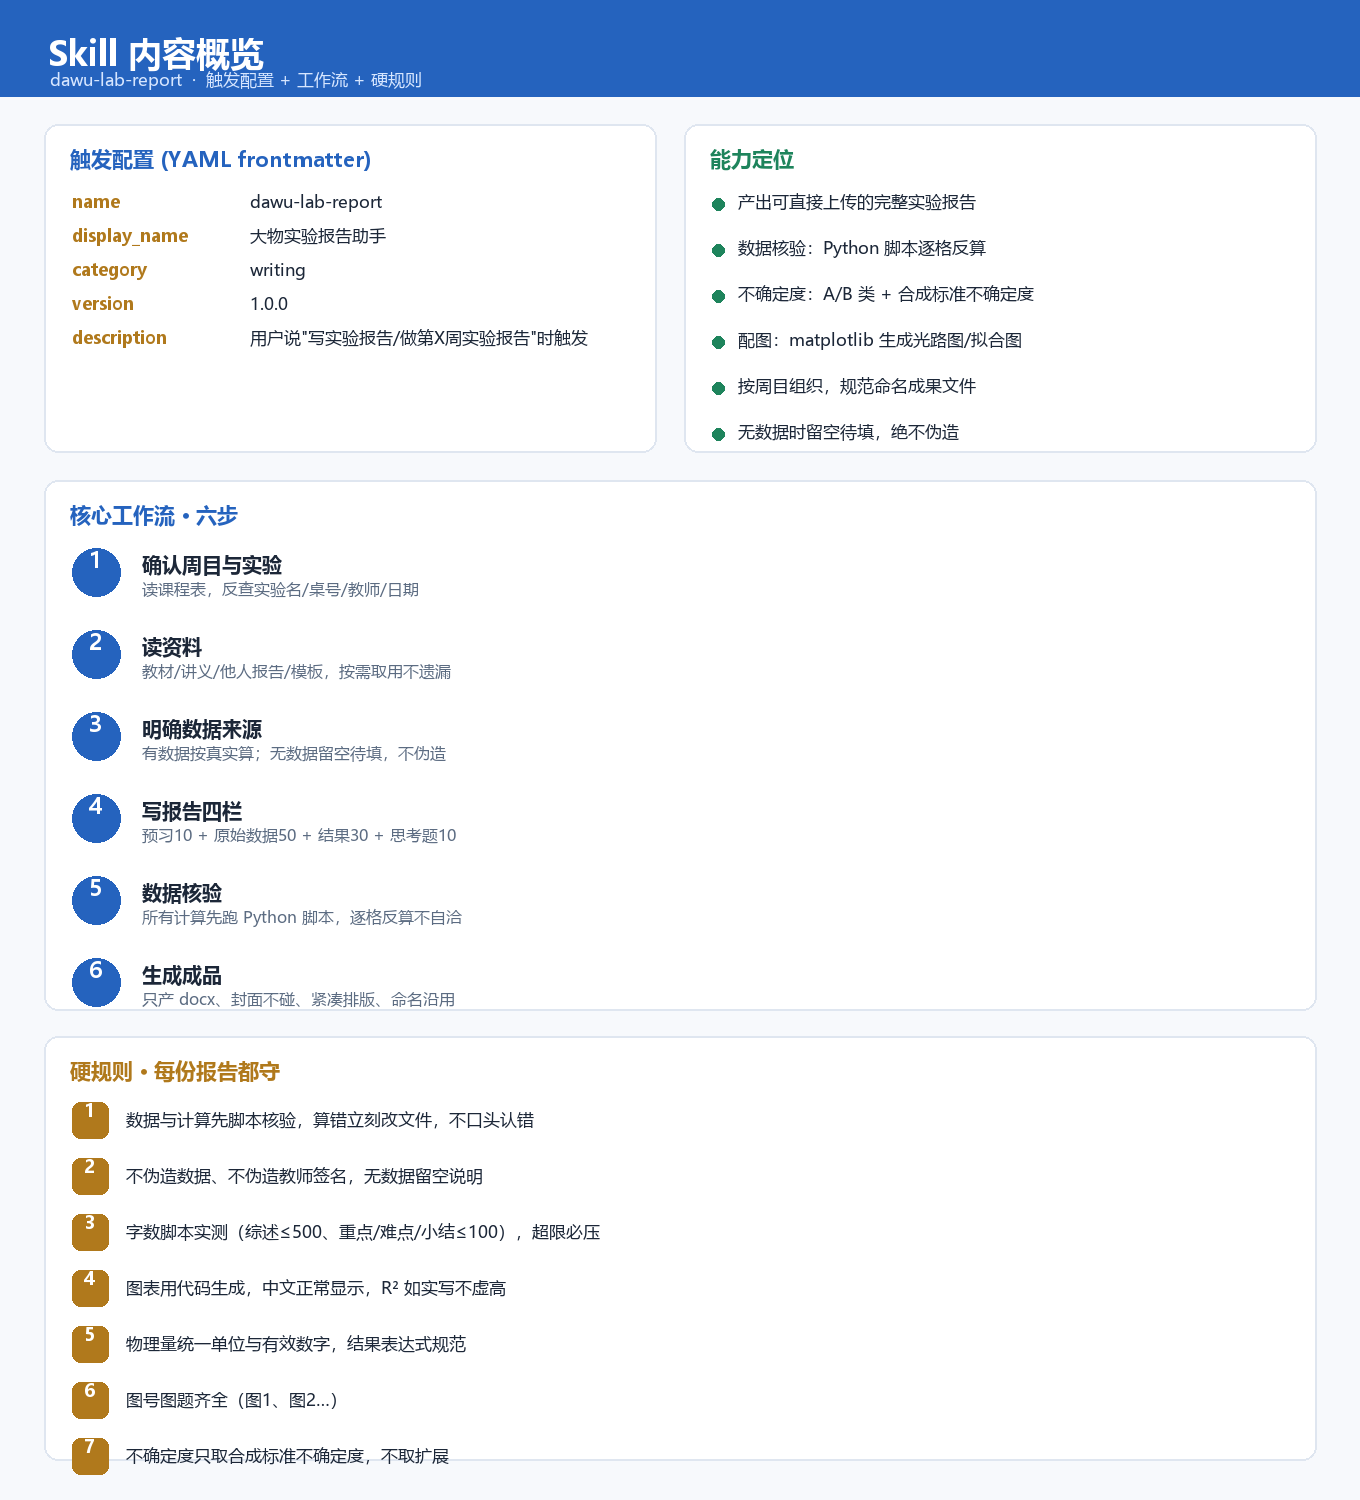 Skill 内容概览
dawu-lab-report · 触发配置 + 工作流 + 硬规则
触发配置 (YAML frontmatter)
name dawu-lab-report
display_name 大物实验报告助手
category writing
version 1.0.0
description 用户说"写实验报告/做第X周实验报告"时触发
能力定位
产出可直接上传的完整实验报告
数据核验：Python 脚本逐格反算
不确定度：A/B 类 + 合成标准不确定度
配图：matplotlib 生成光路图/拟合图
按周目组织，规范命名成果文件
无数据时留空待填，绝不伪造
核心工作流·六步
1 确认周目与实验
读课程表，反查实验名/桌号/教师/日期
2 读资料
教材/讲义/他人报告/模板，按需取用不遗漏
3 明确数据来源
有数据按真实算；无数据留空待填，不伪造
4 写报告四栏
预习10 + 原始数据50 + 结果30 + 思考题10
5 数据核验
所有计算先跑 Python 脚本，逐格反算不自洽
6 生成成品
只产 docx、封面不碰、紧凑排版、命名沿用
硬规则·每份报告都守
1 数据与计算先脚本核验，算错立刻改文件，不口头认错
2 不伪造数据、不伪造教师签名，无数据留空说明
3 字数脚本实测（综述≤500、重点/难点/小结≤100），超限必压
4 图表用代码生成，中文正常显示，R² 如实写不虚高
5 物理量统一单位与有效数字，结果表达式规范
6 图号图题齐全（图1、图2…）
7 不确定度只取合成标准不确定度，不取扩展